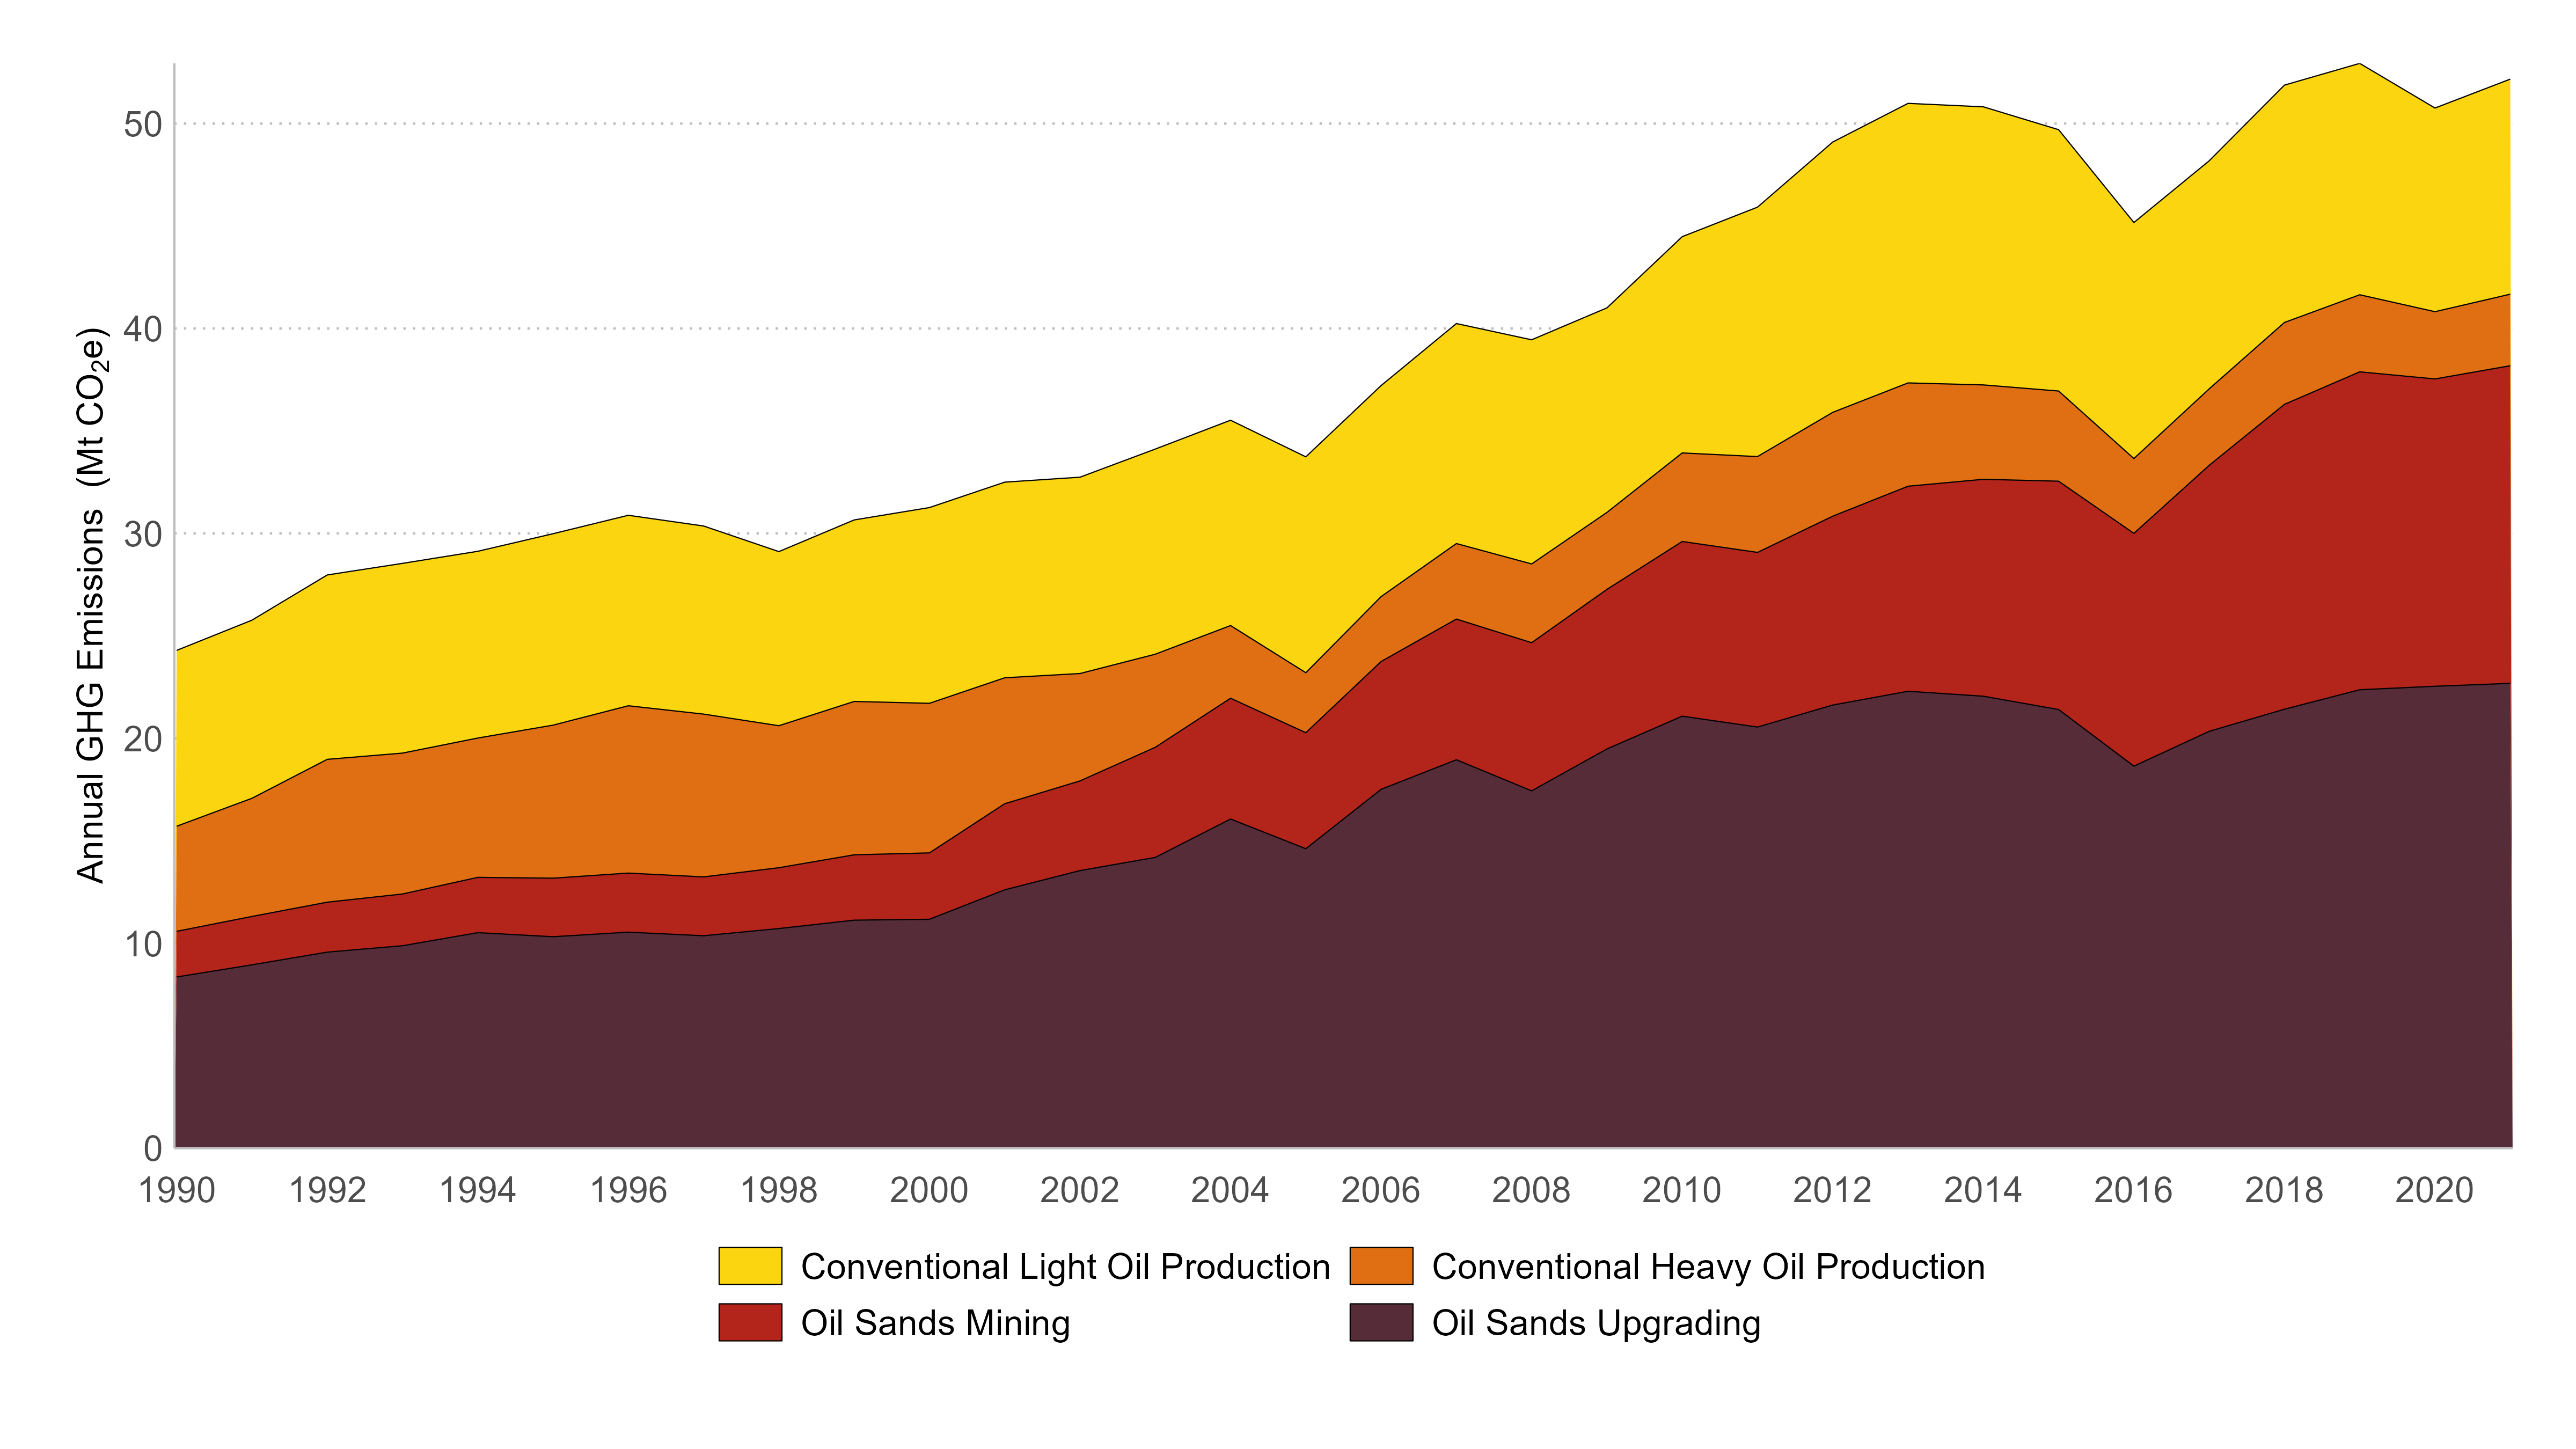 Annual GHG Emissions (Mt CO₂e)
50
40
30
20
10
0
1990 1992 1994 1996 1998 2000 2002 2004 2006 2008 2010 2012 2014 2016 2018 2020
Conventional Light Oil Production Conventional Heavy Oil Production
Oil Sands Mining Oil Sands Upgrading